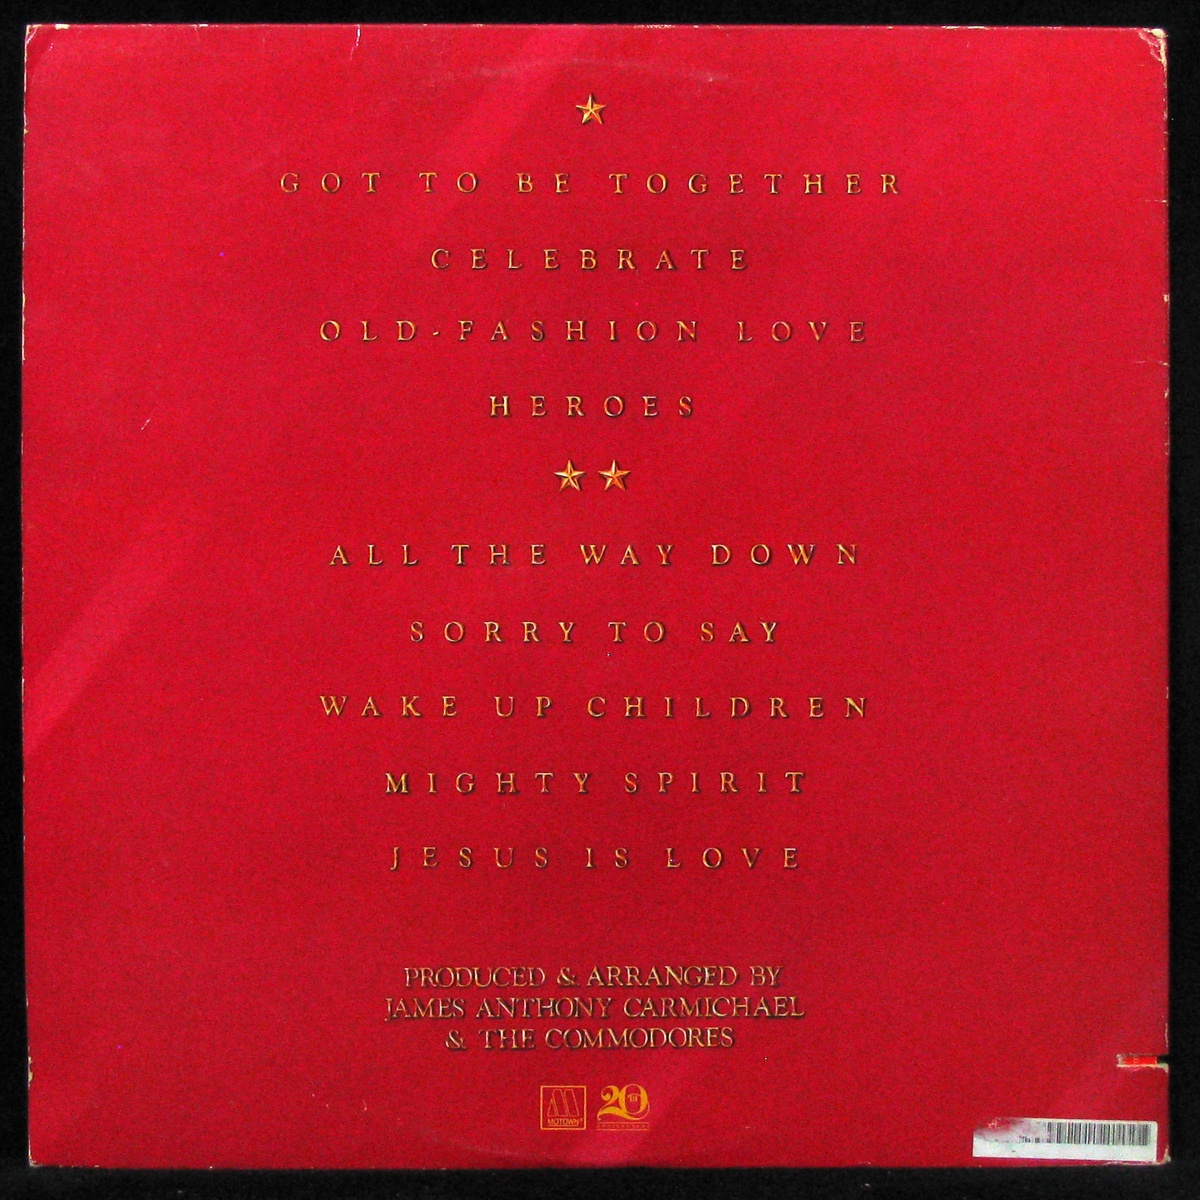 GOT TO BE TOGETHER
CELEBRATE
OLD-FASHION LOVE
HEROES
ALL THE WAY DOWN
SORRY TO SAY
WAKE UP CHILDREN
MIGHTY SPIRIT
JESUS IS LOVE
PRODUCED & ARRANGED BY
JAMES ANTHONY CARMICHAEL
& THE COMMODORES
MOTOWN
20TH